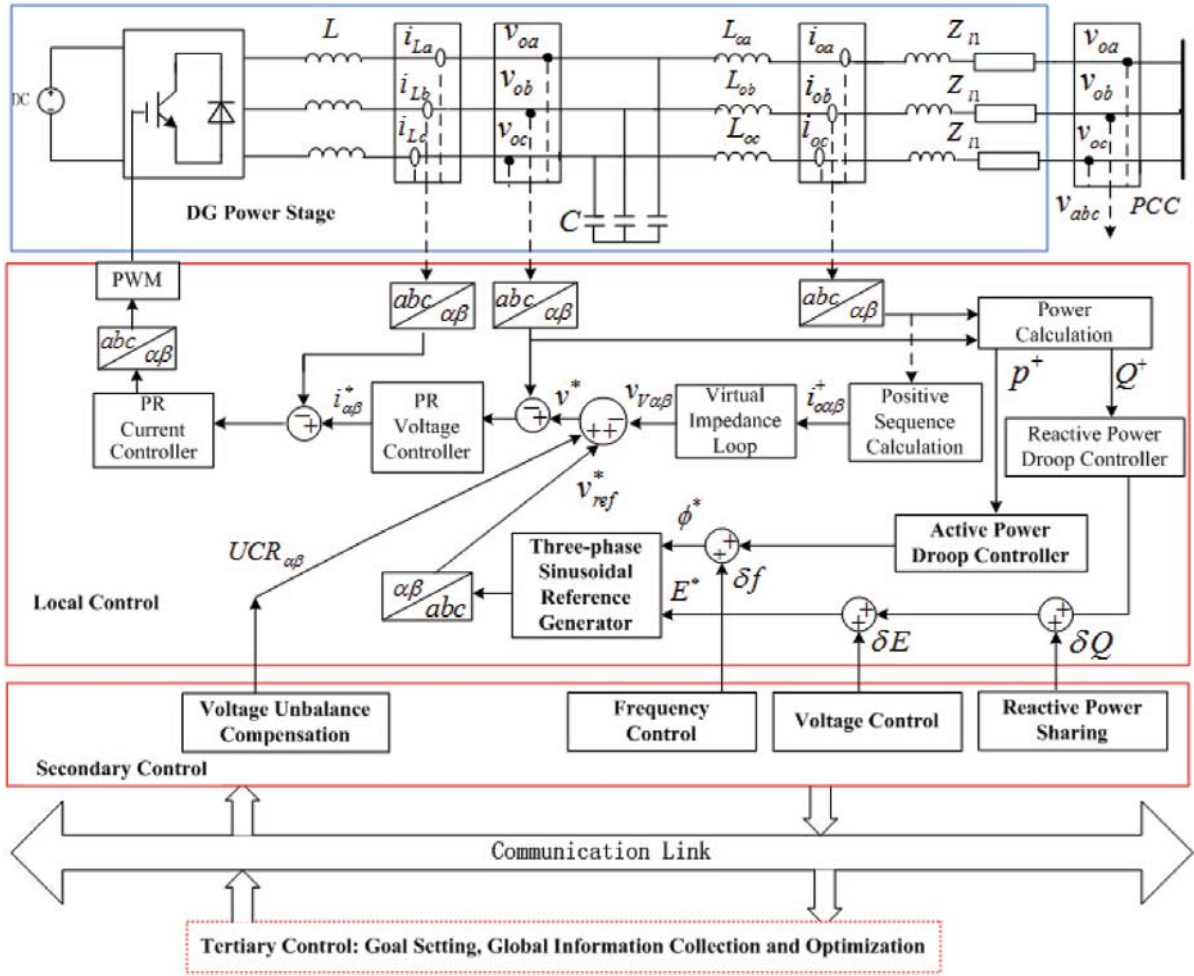 L
i_La
v_oa
L_oa
i_oa
Z_l1
v_oa
DC
i_Lb
v_ob
L_ob
i_ob
Z_l1
v_ob
i_Lc
v_oc
L_oc
i_oc
Z_l1
v_oc
DG Power Stage
C
v_abc
PCC
PWM
abc
αβ
abc
αβ
abc
αβ
abc
αβ
Power
Calculation
p^+
Q^+
PR
Current
Controller
i^*_αβ
PR
Voltage
Controller
v^*
v_Vαβ
Virtual
Impedance
Loop
i^+_oαβ
Positive
Sequence
Calculation
Reactive Power
Droop Controller
v^*_ref
UCR_αβ
αβ
abc
Three-phase
Sinusoidal
Reference
Generator
ϕ^*
E^*
δf
Active Power
Droop Controller
δE
δQ
Local Control
Voltage Unbalance
Compensation
Frequency
Control
Voltage Control
Reactive Power
Sharing
Secondary Control
Communication Link
Tertiary Control: Goal Setting, Global Information Collection and Optimization